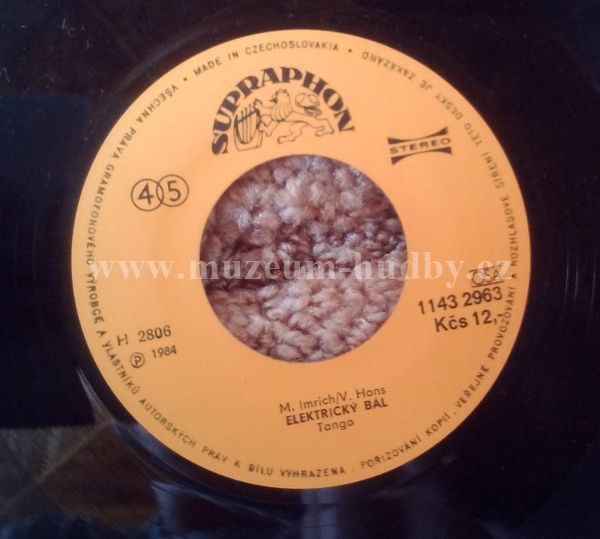 VŠECHNA PRÁVA GRAMOFONOVÉHO VÝROBCE A VLASTNÍKŮ AUTORSKÝCH PRÁV K DÍLU VYHRAZENA. POŘIZOVÁNÍ KOPIÍ, VEŘEJNÉ PROVOZOVÁNÍ ROZHLASOVÉ ŠÍŘENÍ TÉTO DESKY JE ZAKÁZÁNO • MADE IN CZECHOSLOVAKIA •
SUPRAPHON
STEREO
45
www.muzeum-hudby.cz
OSA
1143 2963
Kčs 12,-
H 2806
Ⓟ 1984
M. Imrich/V. Hons
ELEKTRICKÝ BÁL
Tango